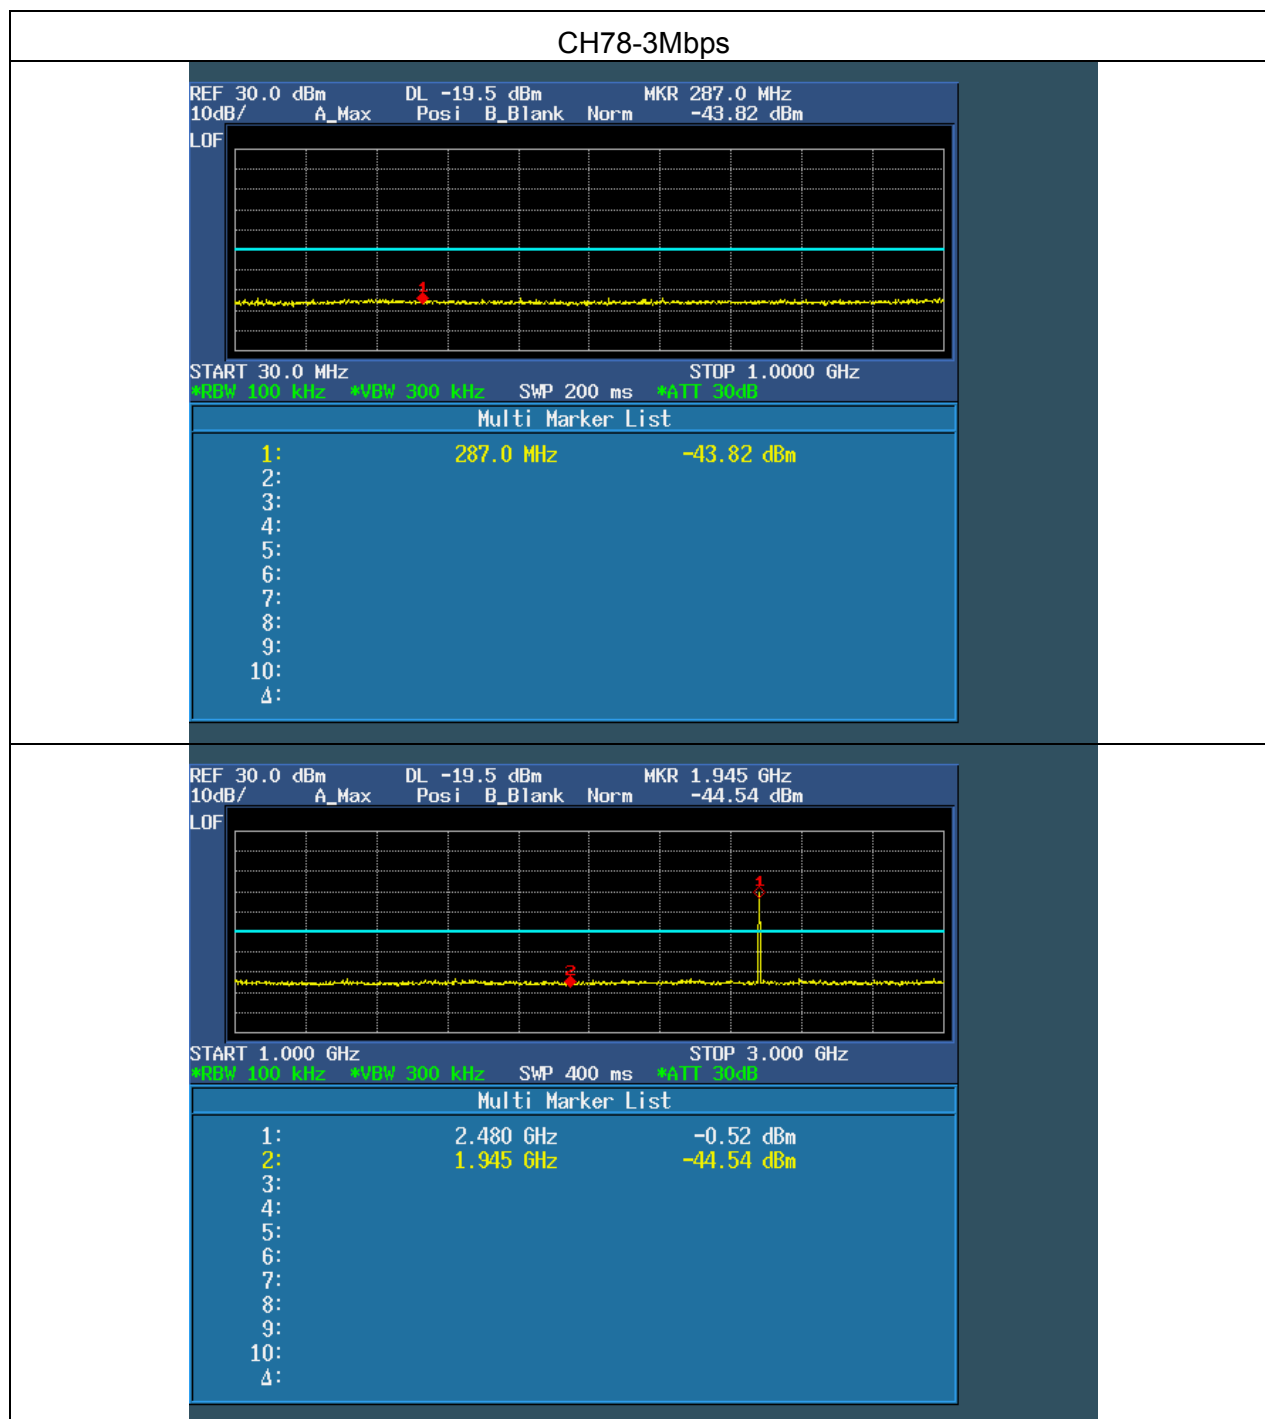 CH78-3Mbps
REF 30.0 dBm DL -19.5 dBm MKR 287.0 MHz
10dB/ A_Max Posi B_Blank Norm -43.82 dBm
LOF
1
START 30.0 MHz STOP 1.0000 GHz
*RBW 100 kHz *VBW 300 kHz SWP 200 ms *ATT 30dB
Multi Marker List
1: 287.0 MHz -43.82 dBm
2:
3:
4:
5:
6:
7:
8:
9:
10:
Δ:
REF 30.0 dBm DL -19.5 dBm MKR 1.945 GHz
10dB/ A_Max Posi B_Blank Norm -44.54 dBm
LOF
1
2
START 1.000 GHz STOP 3.000 GHz
*RBW 100 kHz *VBW 300 kHz SWP 400 ms *ATT 30dB
Multi Marker List
1: 2.480 GHz -0.52 dBm
2: 1.945 GHz -44.54 dBm
3:
4:
5:
6:
7:
8:
9:
10:
Δ: